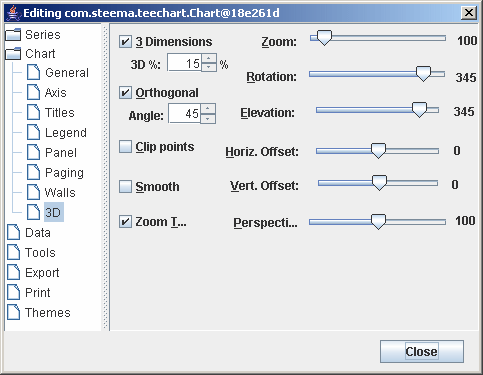 Editing com.steema.teechart.Chart@18e261d
Series
Chart
General
Axis
Titles
Legend
Panel
Paging
Walls
3D
Data
Tools
Export
Print
Themes
3 Dimensions
3D %: 15 %
Orthogonal
Angle: 45
Clip points
Smooth
Zoom T...
Zoom: 100
Rotation: 345
Elevation: 345
Horiz. Offset: 0
Vert. Offset: 0
Perspecti... 100
Close